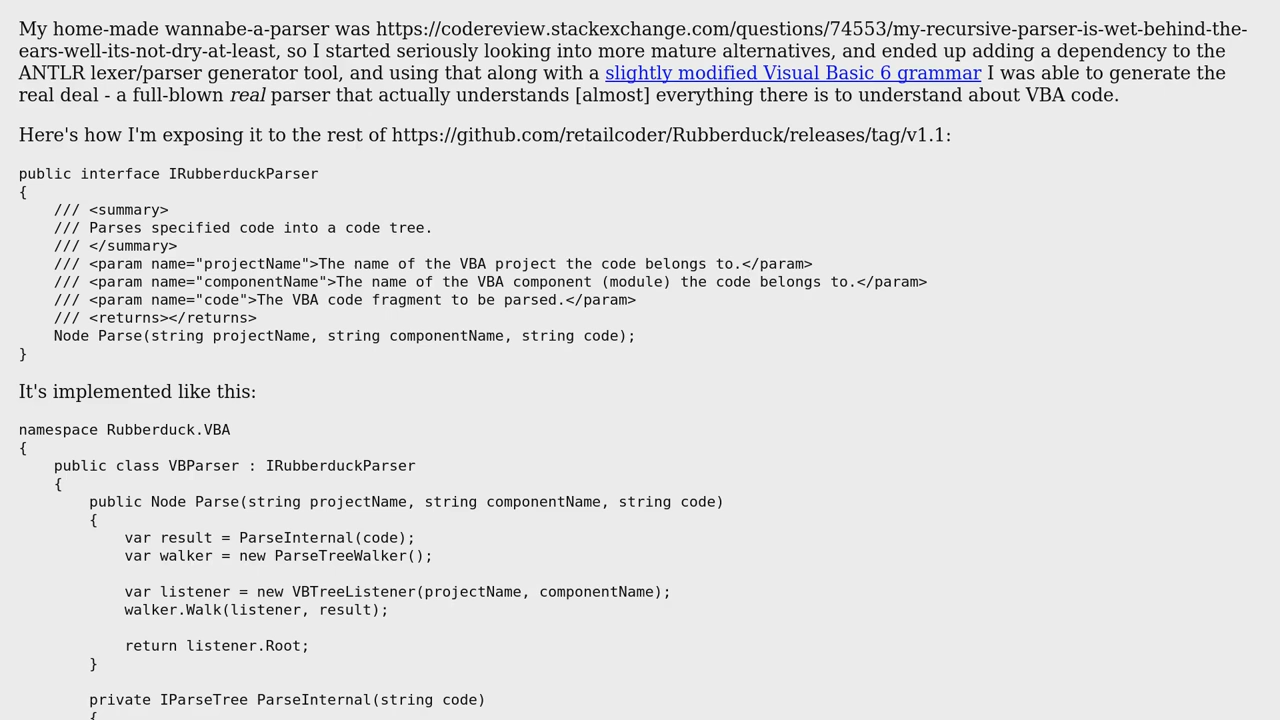 My home-made wannabe-a-parser was https://codereview.stackexchange.com/questions/74553/my-recursive-parser-is-wet-behind-the-
ears-well-its-not-dry-at-least, so I started seriously looking into more mature alternatives, and ended up adding a dependency to the
ANTLR lexer/parser generator tool, and using that along with a slightly modified Visual Basic 6 grammar I was able to generate the
real deal - a full-blown real parser that actually understands [almost] everything there is to understand about VBA code.
Here's how I'm exposing it to the rest of https://github.com/retailcoder/Rubberduck/releases/tag/v1.1:
public interface IRubberduckParser
{
    /// <summary>
    /// Parses specified code into a code tree.
    /// </summary>
    /// <param name="projectName">The name of the VBA project the code belongs to.</param>
    /// <param name="componentName">The name of the VBA component (module) the code belongs to.</param>
    /// <param name="code">The VBA code fragment to be parsed.</param>
    /// <returns></returns>
    Node Parse(string projectName, string componentName, string code);
}
It's implemented like this:
namespace Rubberduck.VBA
{
    public class VBParser : IRubberduckParser
    {
        public Node Parse(string projectName, string componentName, string code)
        {
            var result = ParseInternal(code);
            var walker = new ParseTreeWalker();
            var listener = new VBTreeListener(projectName, componentName);
            walker.Walk(listener, result);
            return listener.Root;
        }
        private IParseTree ParseInternal(string code)
        {